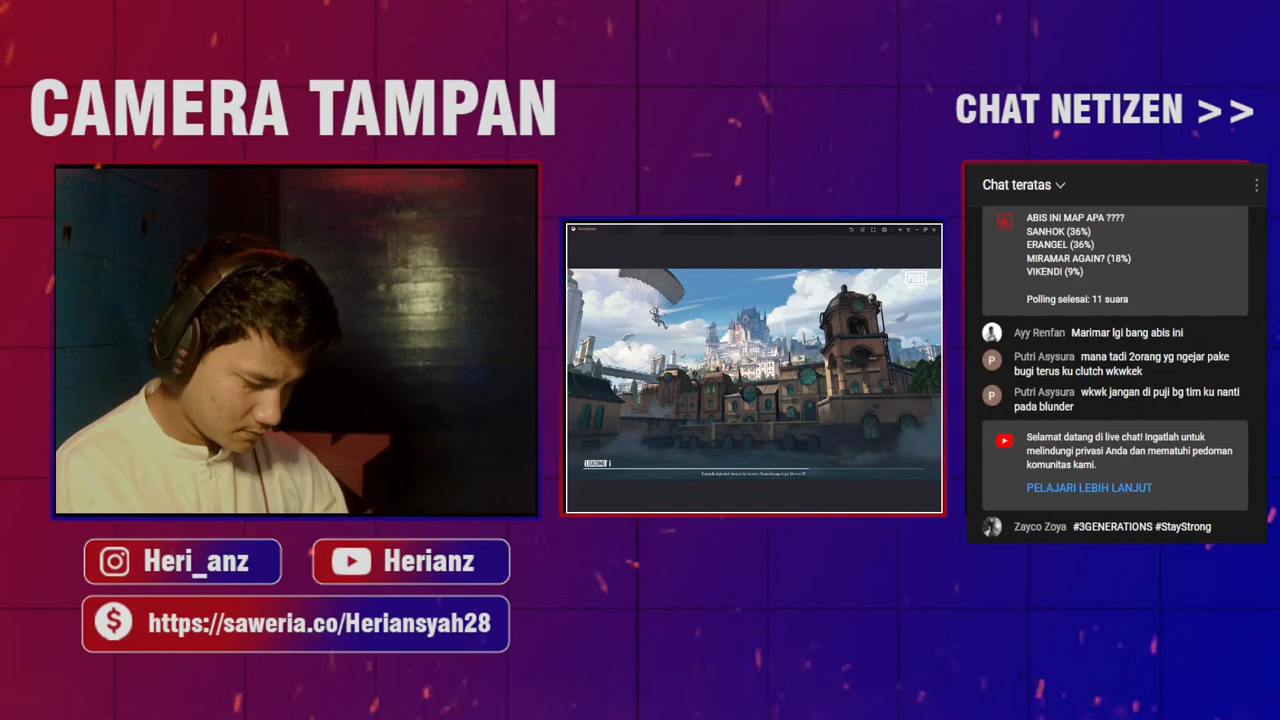 CAMERA TAMPAN
CHAT NETIZEN > >
Chat teratas
ABIS INI MAP APA ????
SANHOK (36%)
ERANGEL (36%)
MIRAMAR AGAIN? (18%)
VIKENDI (9%)
Polling selesai: 11 suara
Ayy Renfan Marimar lgi bang abis ini
Putri Asysura mana tadi 2orang yg ngejar pake
bugi terus ku clutch wkwkek
Putri Asysura wkwk jangan di puji bg tim ku nanti
pada blunder
Selamat datang di live chat! Ingatlah untuk
melindungi privasi Anda dan mematuhi pedoman
komunitas kami.
PELAJARI LEBIH LANJUT
Zayco Zoya #3GENERATIONS #StayStrong
PUBG
LOADING
Heri_anz
Herianz
$ https://saweria.co/Heriansyah28